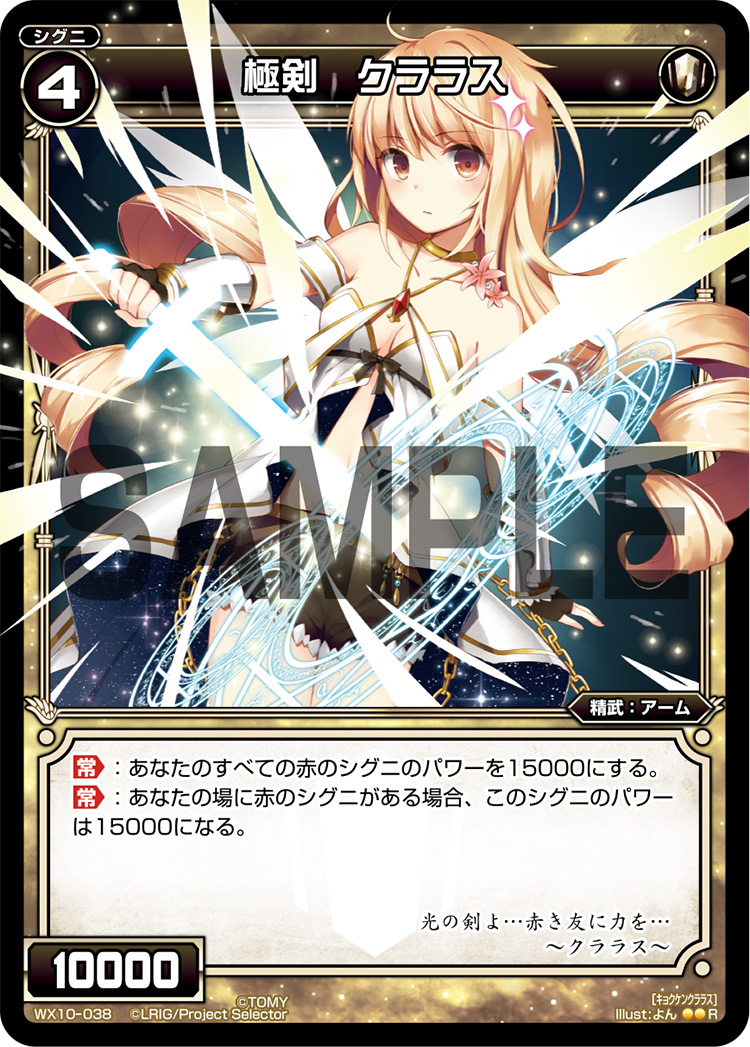 シグニ
4
極剣 クララス
SAMPLE
精武：アーム
常：あなたのすべての赤のシグニのパワーを15000にする。
常：あなたの場に赤のシグニがある場合、このシグニのパワー
は15000になる。
光の剣よ…赤き友に力を…
～クララス～
10000
©TOMY
[キョクケンクララス]
WX10-038 ©LRIG/Project Selector
Illust:よん R